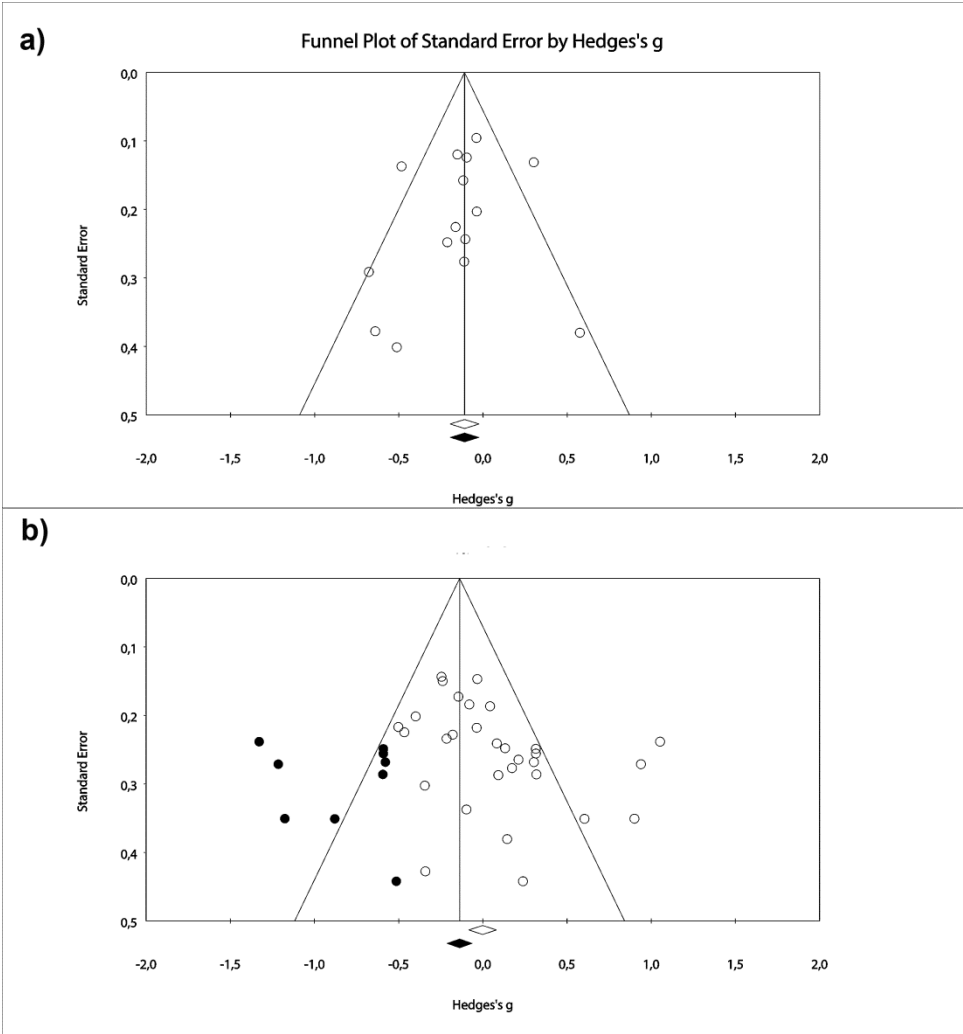 a)
Funnel Plot of Standard Error by Hedges's g
0,0
0,1
0,2
0,3
0,4
0,5
Standard Error
-2,0 -1,5 -1,0 -0,5 0,0 0,5 1,0 1,5 2,0
Hedges's g
b)
0,0
0,1
0,2
0,3
0,4
0,5
Standard Error
-2,0 -1,5 -1,0 -0,5 0,0 0,5 1,0 1,5 2,0
Hedges's g